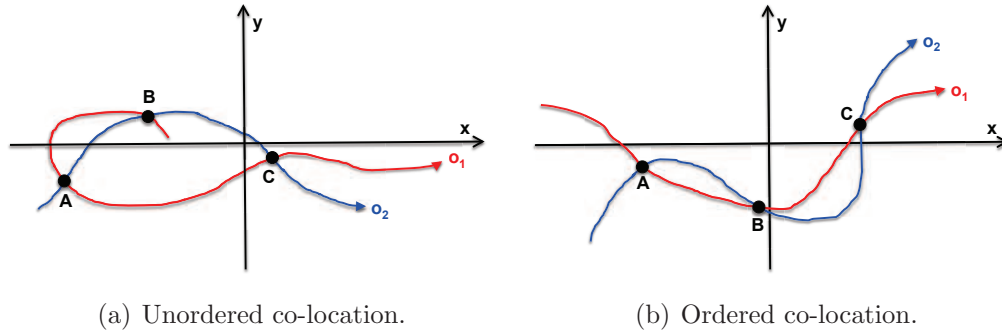 y
B
x
A
C
o₁
o₂
(a) Unordered co-location.
y
o₂
o₁
C
x
A
B
(b) Ordered co-location.